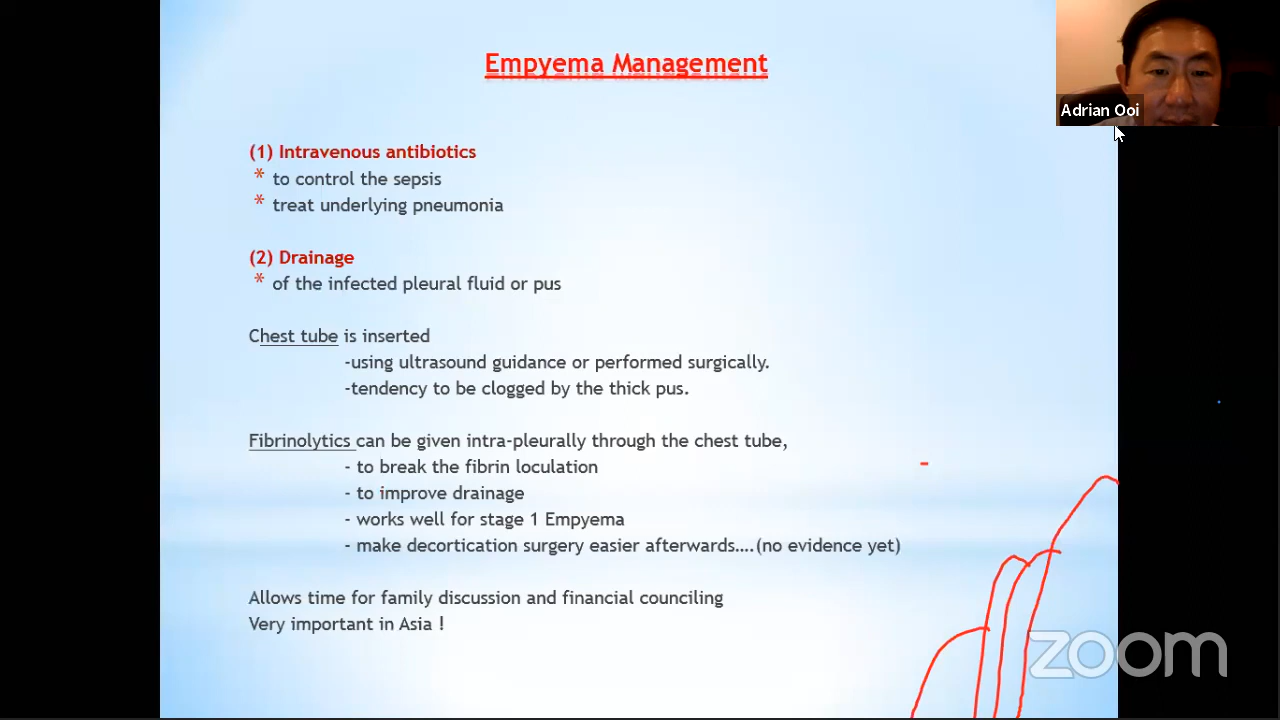 Empyema Management
Adrian Ooi
(1) Intravenous antibiotics
* to control the sepsis
* treat underlying pneumonia
(2) Drainage
* of the infected pleural fluid or pus
Chest tube is inserted
-using ultrasound guidance or performed surgically.
-tendency to be clogged by the thick pus.
Fibrinolytics can be given intra-pleurally through the chest tube,
- to break the fibrin loculation
- to improve drainage
- works well for stage 1 Empyema
- make decortication surgery easier afterwards….(no evidence yet)
Allows time for family discussion and financial counciling
Very important in Asia !
zoom